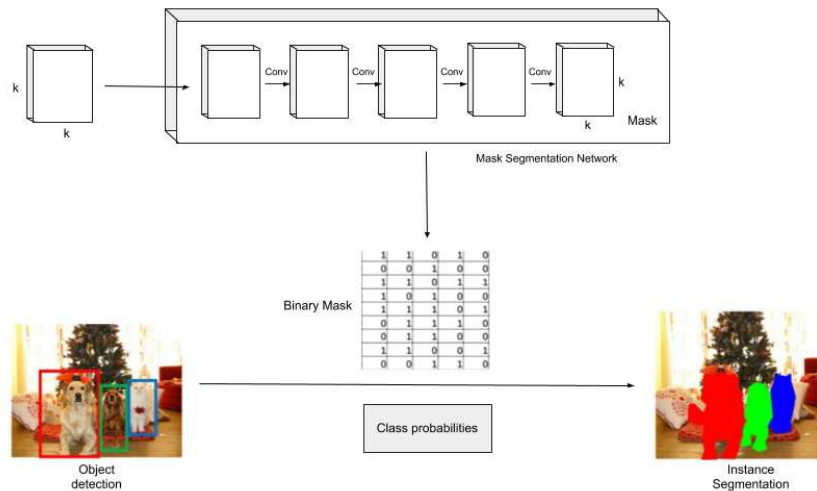 Conv Conv Conv Conv
k k
k k
Mask
Mask Segmentation Network
1 1 0 1 0
0 0 1 0 0
1 1 0 1 1
1 0 1 0 0
1 1 1 0 1
0 1 1 1 0
0 1 0 1 0
1 1 0 0 1
0 0 1 1 0
Binary Mask
Class probabilities
Object
detection
Instance
Segmentation